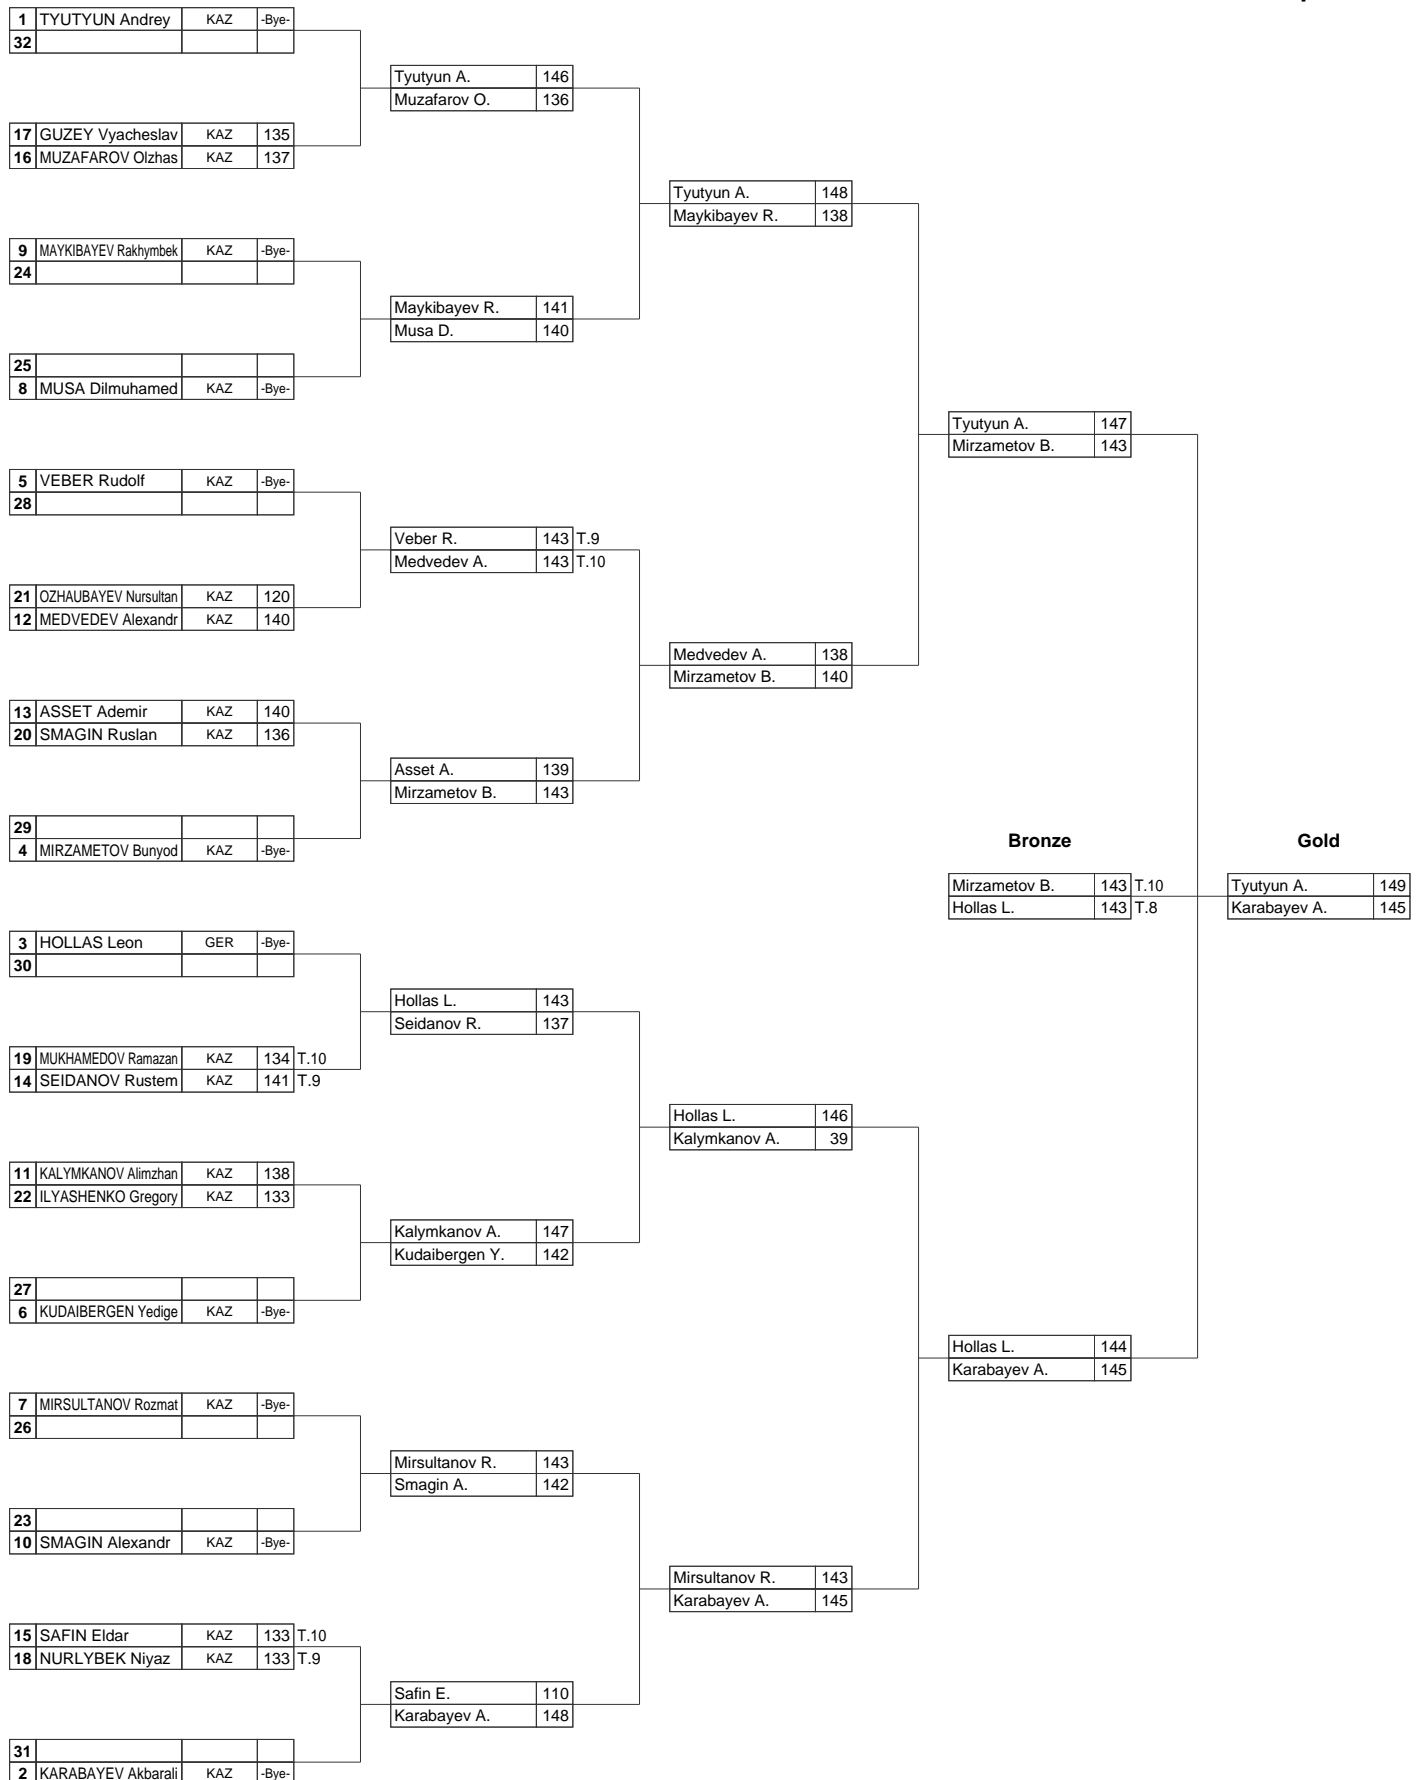 1 TYUTYUN Andrey KAZ -Bye-
32
Tyutyun A. 146
Muzafarov O. 136
17 GUZEY Vyacheslav KAZ 135
16 MUZAFAROV Olzhas KAZ 137
Tyutyun A. 148
Maykibayev R. 138
9 MAYKIBAYEV Rakhymbek KAZ -Bye-
24
Maykibayev R. 141
Musa D. 140
25
8 MUSA Dilmuhamed KAZ -Bye-
Tyutyun A. 147
Mirzametov B. 143
5 VEBER Rudolf KAZ -Bye-
28
Veber R. 143 T.9
Medvedev A. 143 T.10
21 OZHAUBAYEV Nursultan KAZ 120
12 MEDVEDEV Alexandr KAZ 140
Medvedev A. 138
Mirzametov B. 140
13 ASSET Ademir KAZ 140
20 SMAGIN Ruslan KAZ 136
Asset A. 139
Mirzametov B. 143
29
4 MIRZAMETOV Bunyod KAZ -Bye-
Bronze Gold
Mirzametov B. 143 T.10 Tyutyun A. 149
Hollas L. 143 T.8 Karabayev A. 145
3 HOLLAS Leon GER -Bye-
30
Hollas L. 143
Seidanov R. 137
19 MUKHAMEDOV Ramazan KAZ 134 T.10
14 SEIDANOV Rustem KAZ 141 T.9
Hollas L. 146
Kalymkanov A. 39
11 KALYMKANOV Alimzhan KAZ 138
22 ILYASHENKO Gregory KAZ 133
Kalymkanov A. 147
Kudaibergen Y. 142
27
6 KUDAIBERGEN Yedige KAZ -Bye-
Hollas L. 144
Karabayev A. 145
7 MIRSULTANOV Rozmat KAZ -Bye-
26
Mirsultanov R. 143
Smagin A. 142
23
10 SMAGIN Alexandr KAZ -Bye-
Mirsultanov R. 143
Karabayev A. 145
15 SAFIN Eldar KAZ 133 T.10
18 NURLYBEK Niyaz KAZ 133 T.9
Safin E. 110
Karabayev A. 148
31
2 KARABAYEV Akbarali KAZ -Bye-